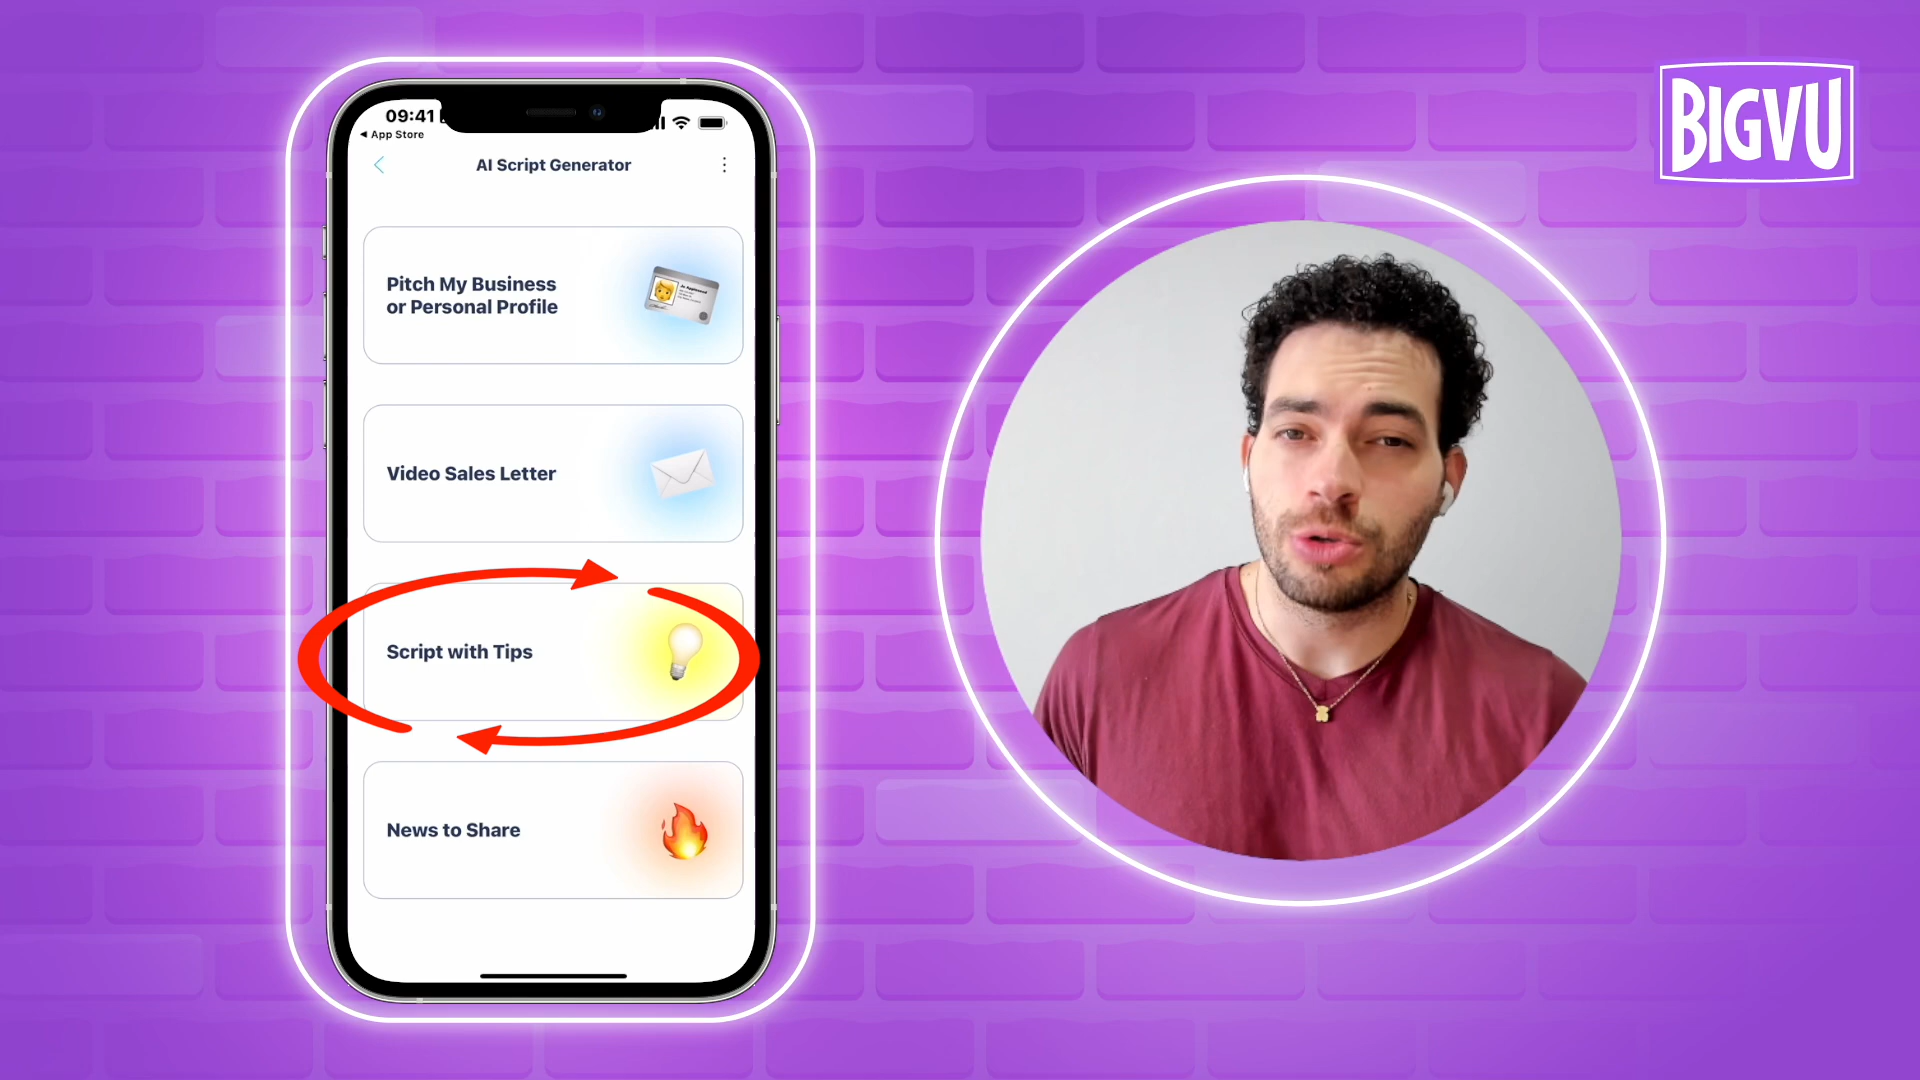 BIGVU
09:41
App Store
AI Script Generator
Pitch My Business
or Personal Profile
Video Sales Letter
Script with Tips
News to Share